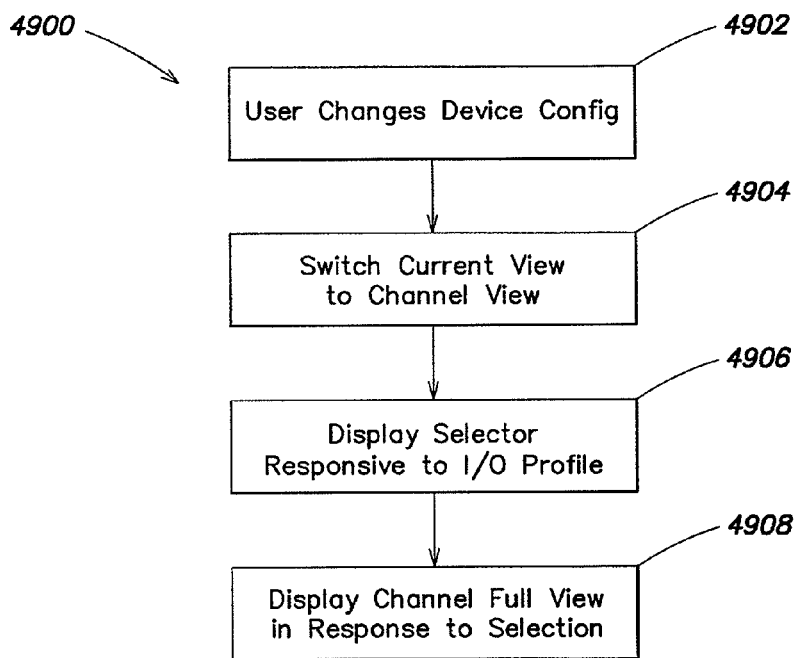 4900
4902
User Changes Device Config
4904
Switch Current View
to Channel View
4906
Display Selector
Responsive to I/O Profile
4908
Display Channel Full View
in Response to Selection